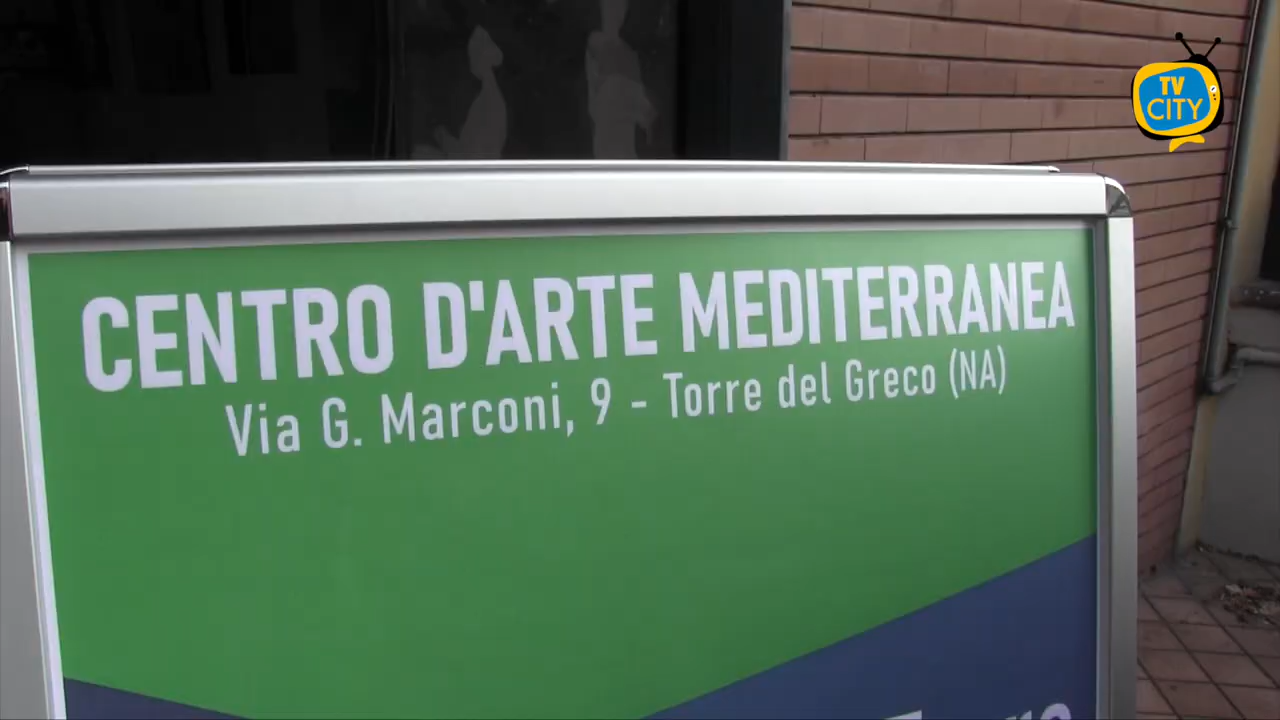 TV
CITY
CENTRO D'ARTE MEDITERRANEA
Via G. Marconi, 9 - Torre del Greco (NA)